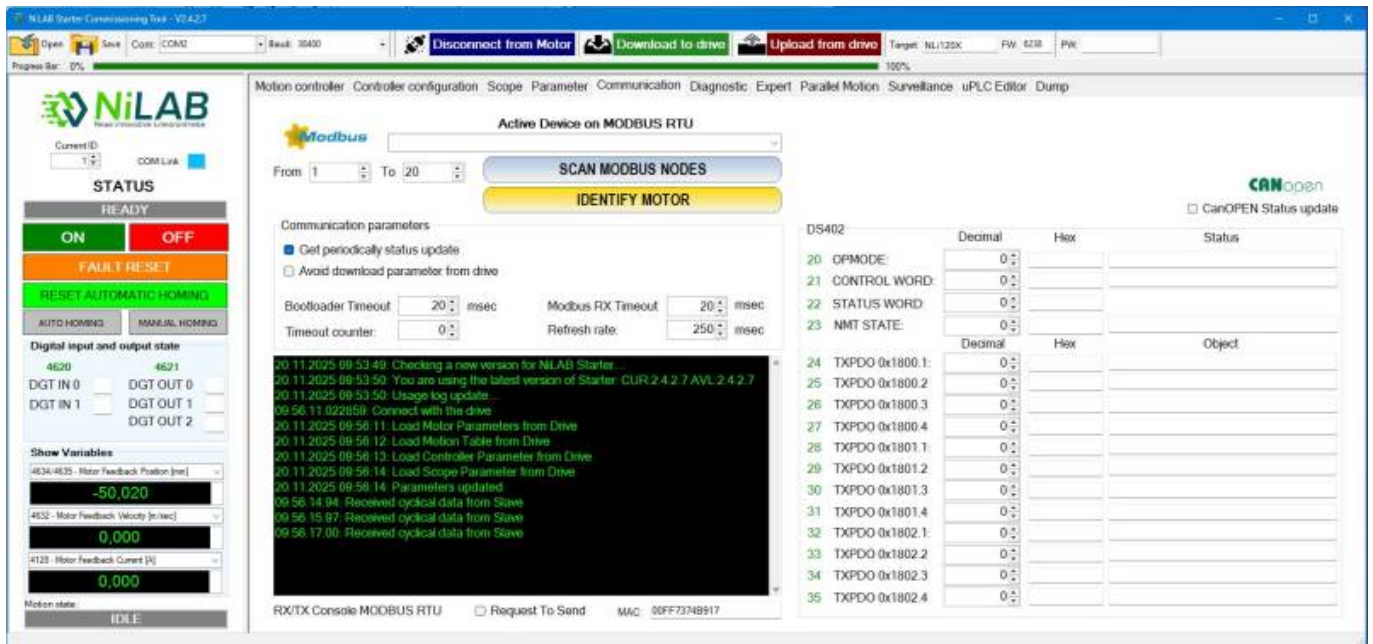 NiLAB Starter Commissioning Tool - V2.4.2.7
Open Save Com: COM2 Baud: 38400 Disconnect from Motor Download to drive Upload from drive Target: FW: 6238 PW:
Progress Bar: 0% 100%
Motion controller Controller configuration Scope Parameter Communication Diagnostic Expert Parallel Motion Surveillance uPLC Editor Dump
NiLAB
Current ID
1 COM Link
STATUS
READY
ON OFF
FAULT RESET
RESET AUTOMATIC HOMING
AUTO HOMING MANUAL HOMING
Digital input and output state
4620 4621
DGT IN 0 DGT OUT 0
DGT IN 1 DGT OUT 1
DGT OUT 2
Show Variables
4634/4635 - Motor Feedback Position [mm]
-50,020
4632 - Motor Feedback Velocity [m/sec]
0,000
Motor Feedback Current [A]
0,000
Motion state:
IDLE
Modbus
Active Device on MODBUS RTU
From 1 To 20
SCAN MODBUS NODES
IDENTIFY MOTOR
Communication parameters
Get periodically status update
Avoid download parameter from drive
Bootloader Timeout 20 msec Modbus RX Timeout 20 msec
Timeout counter: 0 Refresh rate: 250 msec
20.11.2025 09:53:49: Checking a new version for NiLAB Starter...
20.11.2025 09:53:50: You are using the latest version of Starter: CUR:2.4.2.7 AVL:2.4.2.7
20.11.2025 09:53:50: Usage log update...
09:56:11.022859: Connect with the drive
20.11.2025 09:56:11: Load Motor Parameters from Drive
20.11.2025 09:56:12: Load Motion Table from Drive
20.11.2025 09:56:13: Load Controller Parameter from Drive
20.11.2025 09:56:14: Load Scope Parameter from Drive
20.11.2025 09:56:14: Parameters updated
09:56:14.94: Received cyclical data from Slave
09:56:15.97: Received cyclical data from Slave
09:56:17.00: Received cyclical data from Slave
RX/TX Console MODBUS RTU Request To Send MAC: 00FF7374B917
CANopen
CanOPEN Status update
DS402
Decimal Hex Status
20 OPMODE: 0
21 CONTROL WORD: 0
22 STATUS WORD: 0
23 NMT STATE: 0
Decimal Hex Object
24 TXPDO 0x1800.1: 0
25 TXPDO 0x1800.2 0
26 TXPDO 0x1800.3 0
27 TXPDO 0x1800.4 0
28 TXPDO 0x1801.1: 0
29 TXPDO 0x1801.2 0
30 TXPDO 0x1801.3 0
31 TXPDO 0x1801.4 0
32 TXPDO 0x1802.1: 0
33 TXPDO 0x1802.2 0
34 TXPDO 0x1802.3 0
35 TXPDO 0x1802.4 0